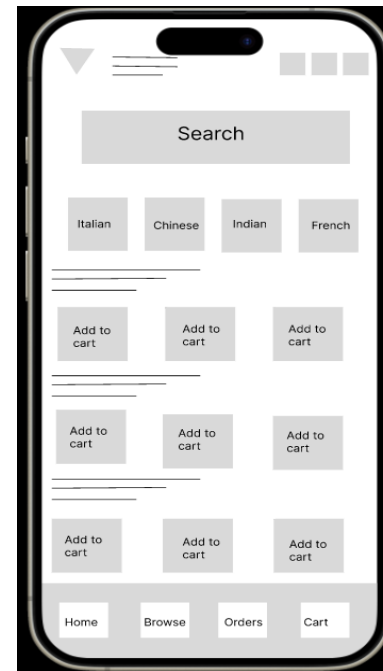 Search
Italian
Chinese
Indian
French
Add to
cart
Add to
cart
Add to
cart
Add to
cart
Add to
cart
Add to
cart
Add to
cart
Add to
cart
Add to
cart
Home
Browse
Orders
Cart